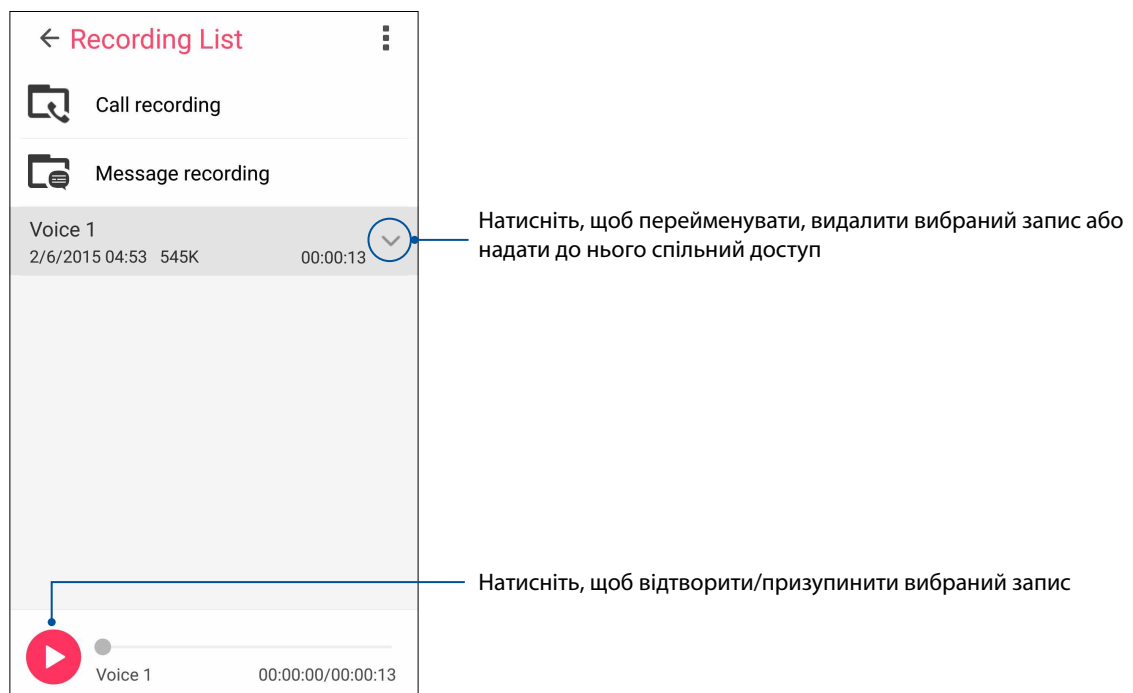 Recording List
Call recording
Message recording
Voice 1
2/6/2015 04:53 545K 00:00:13
Натисніть, щоб перейменувати, видалити вибраний запис або
надати до нього спільний доступ
Натисніть, щоб відтворити/призупинити вибраний запис
Voice 1 00:00:00/00:00:13